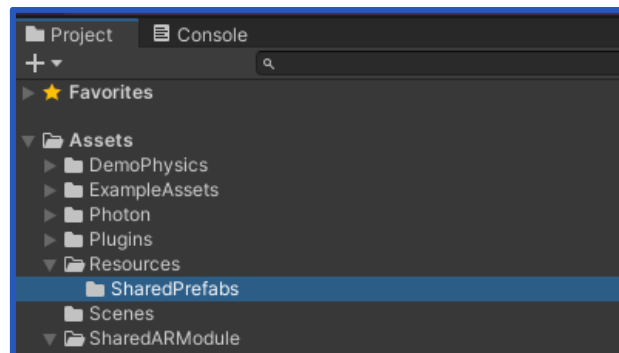 Project Console
Favorites
Assets
DemoPhysics
ExampleAssets
Photon
Plugins
Resources
SharedPrefabs
Scenes
SharedARModule